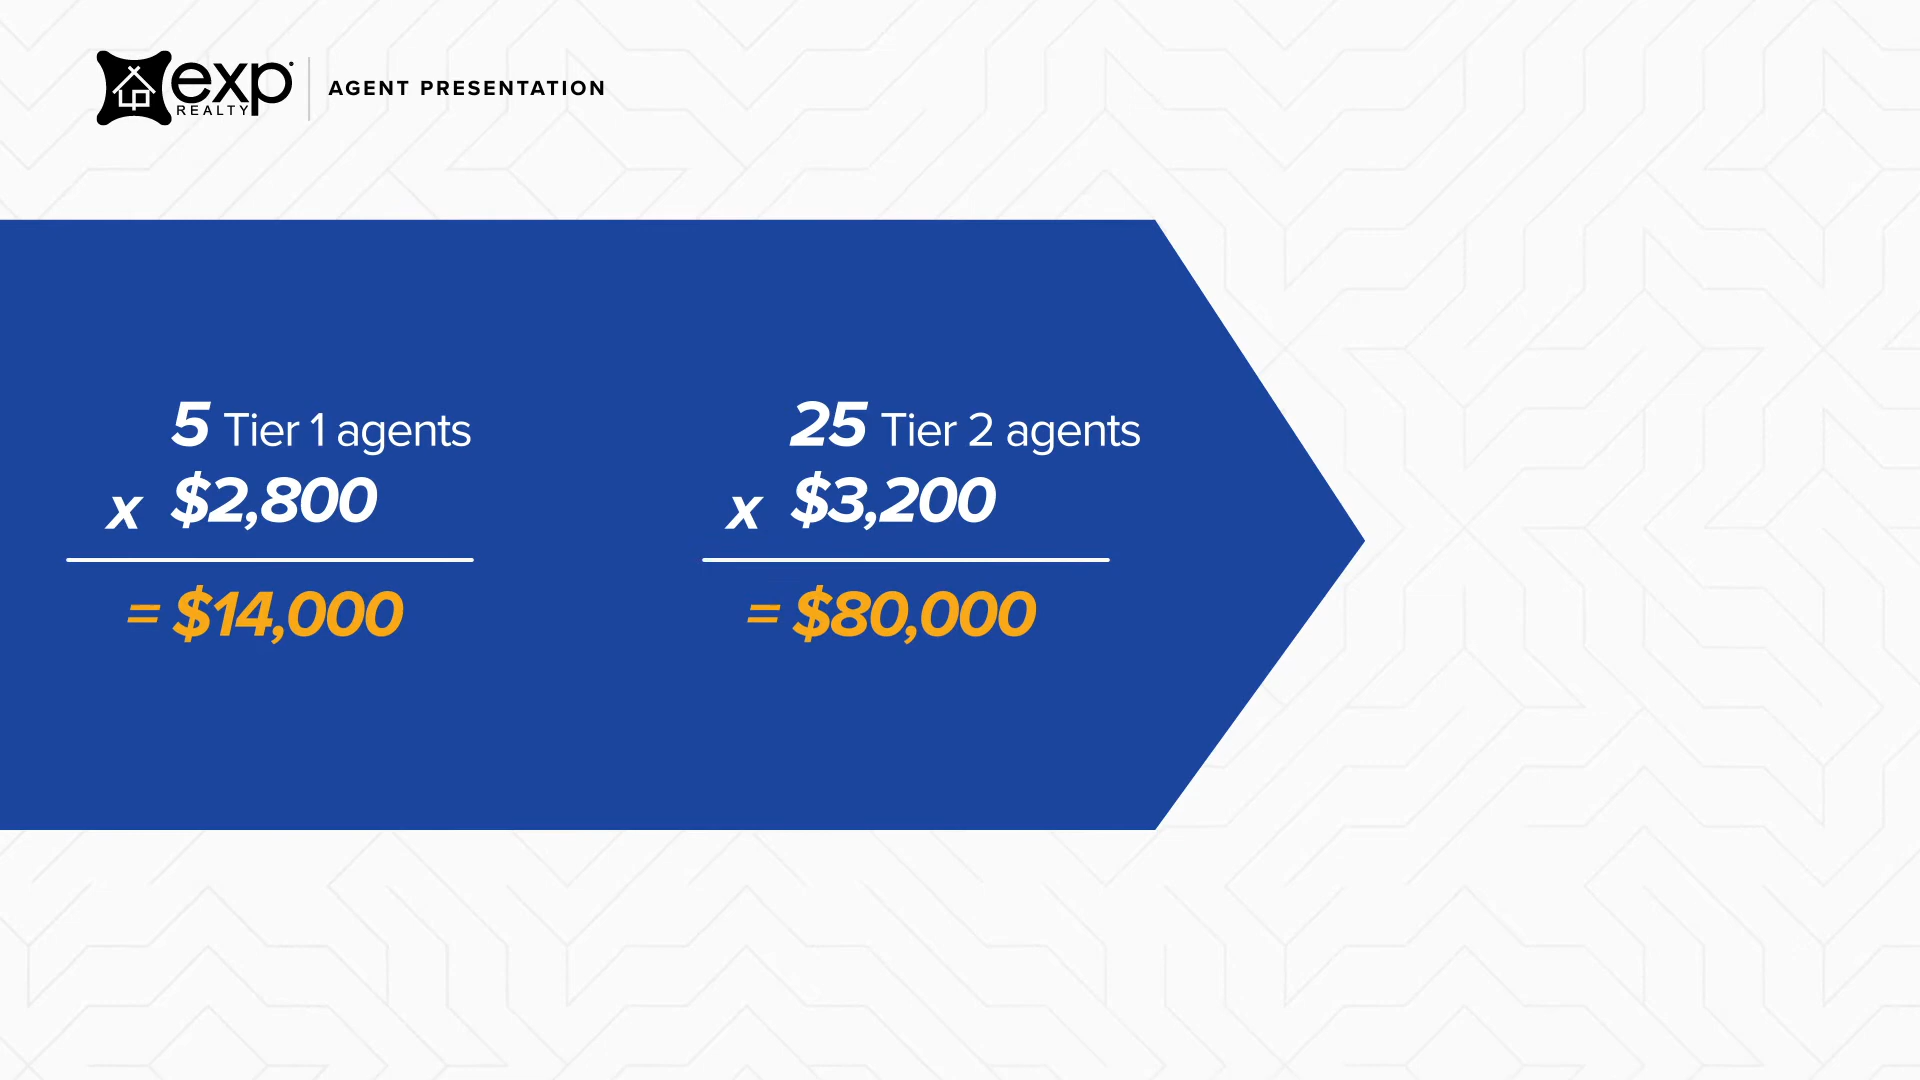 exp
REALTY
AGENT PRESENTATION
5 Tier 1 agents
x $2,800
= $14,000
25 Tier 2 agents
x $3,200
= $80,000